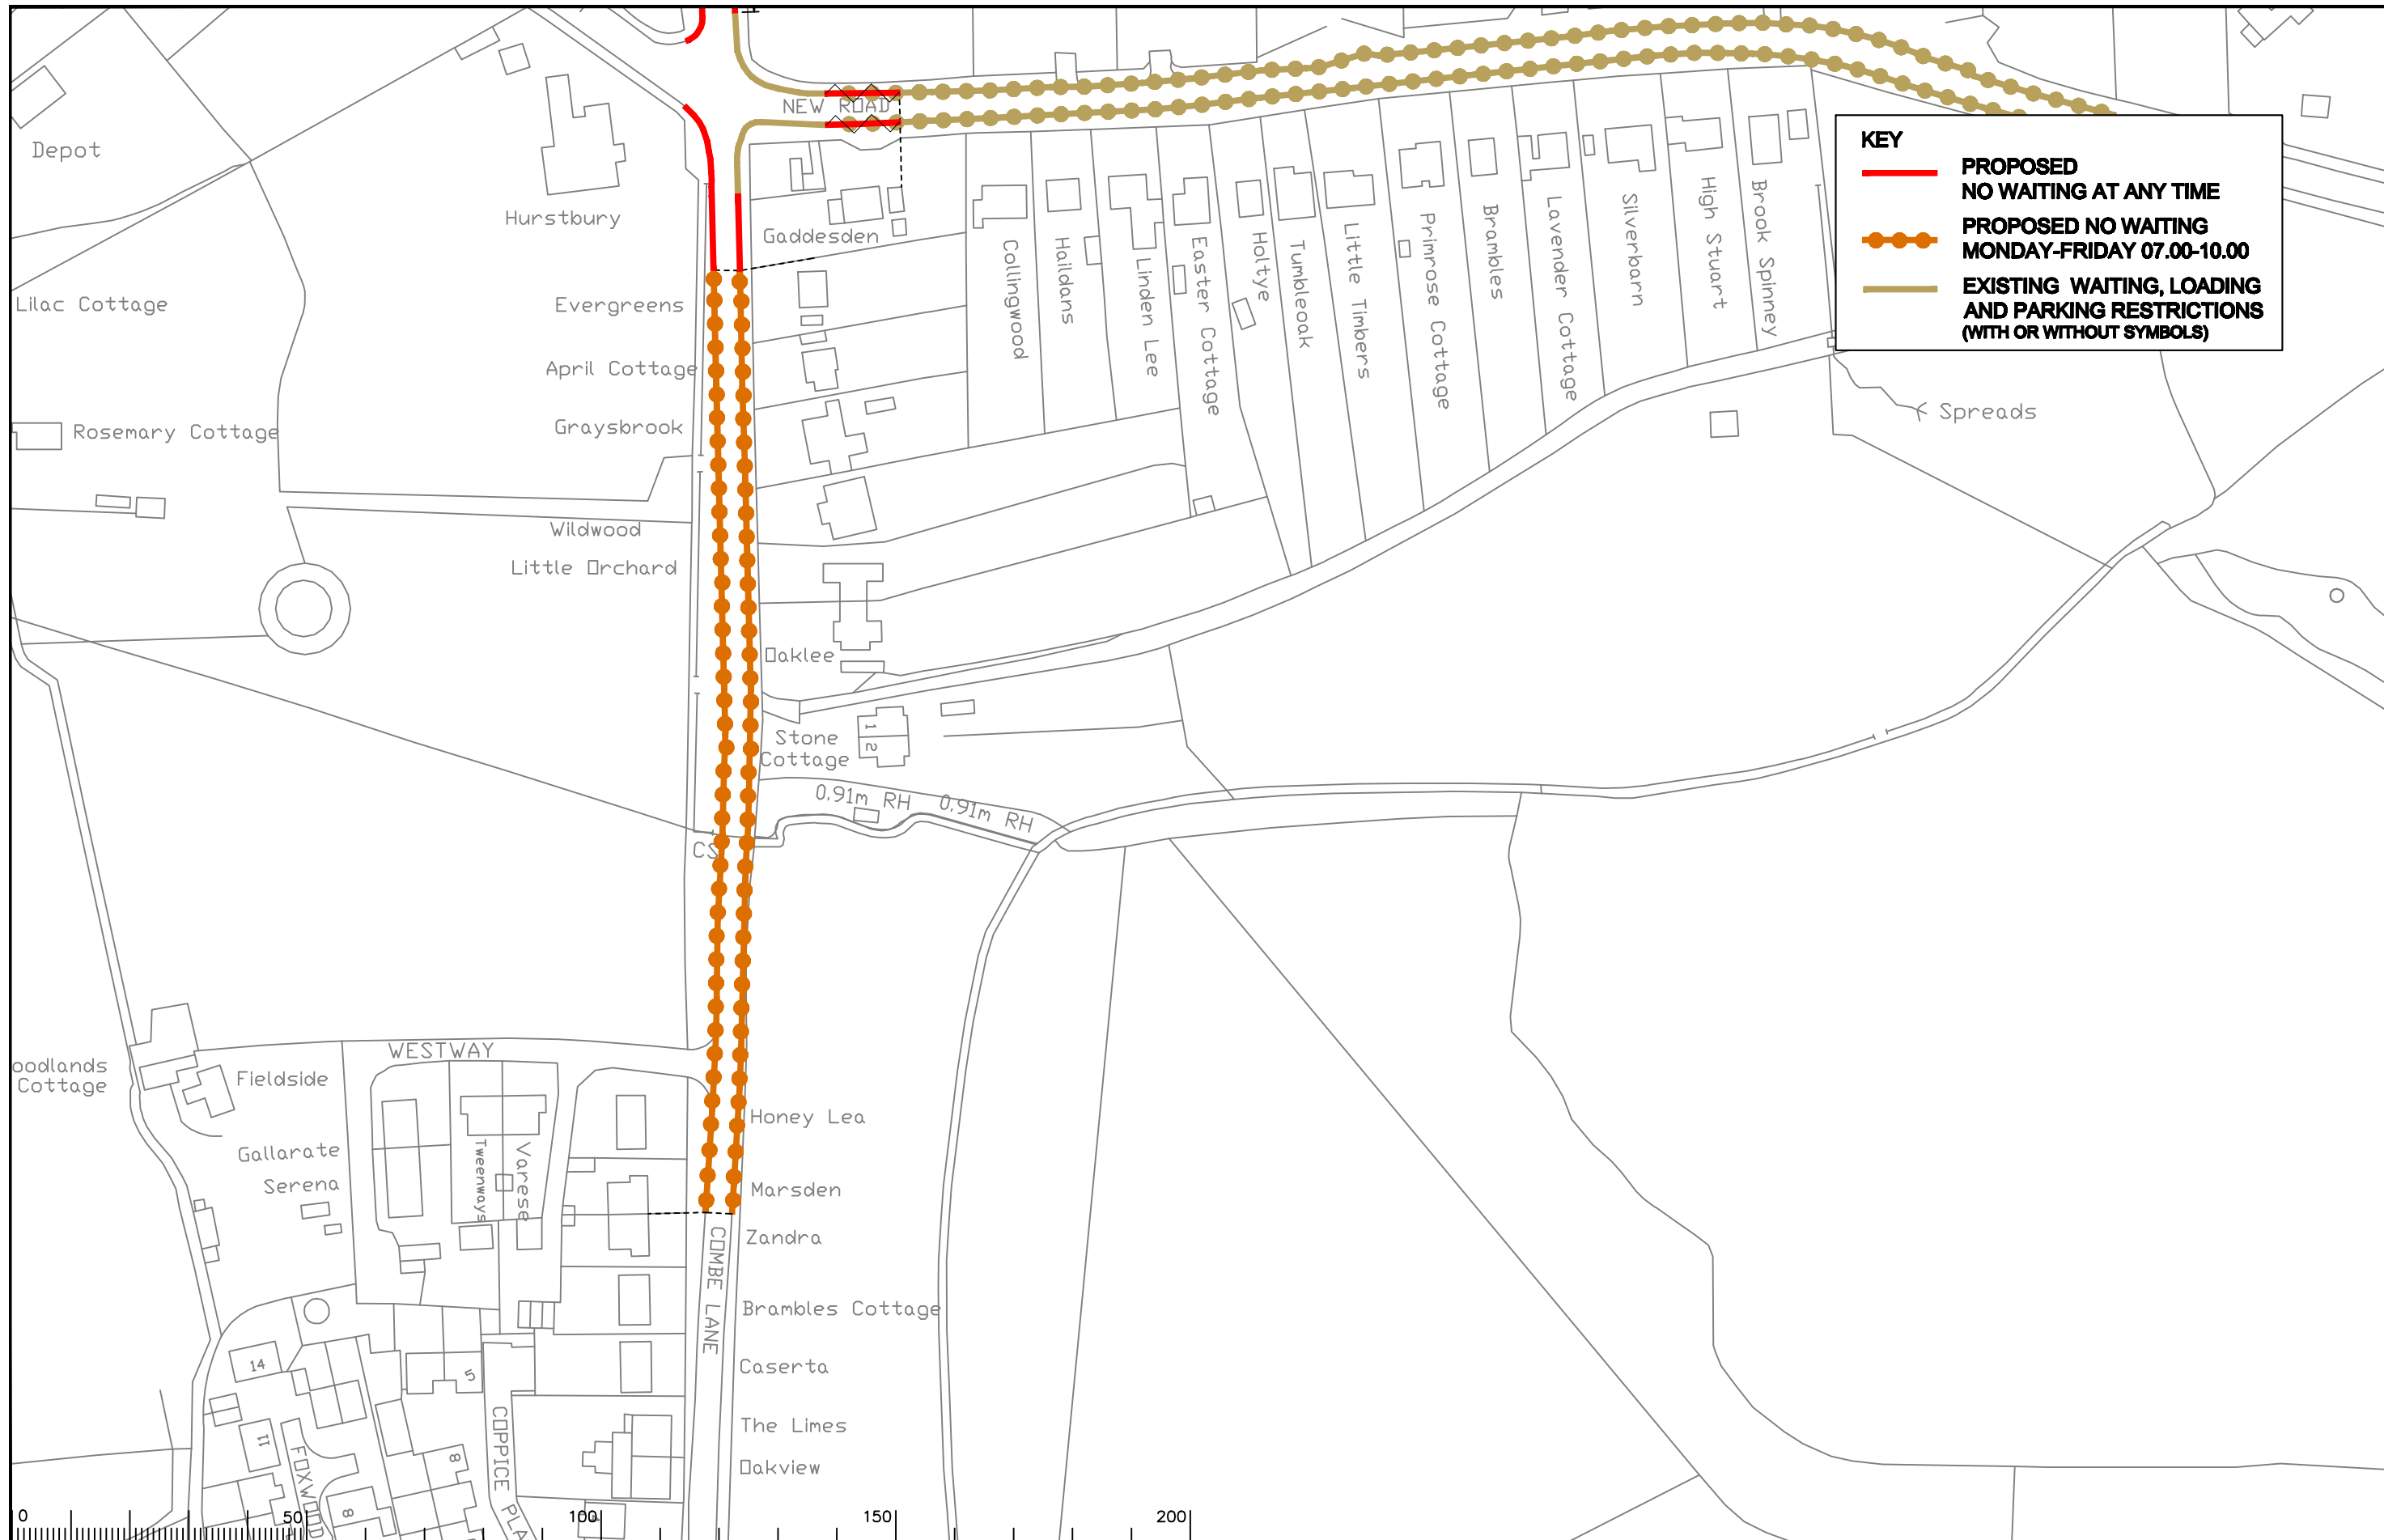 NEW ROAD
KEY
PROPOSED
NO WAITING AT ANY TIME
PROPOSED NO WAITING
MONDAY-FRIDAY 07.00-10.00
EXISTING WAITING, LOADING
AND PARKING RESTRICTIONS
(WITH OR WITHOUT SYMBOLS)
Depot
Hurstbury
Gaddesden
Collingwood
Haildans
Linden Lee
Easter Cottage
Holtye
Tumbleoak
Little Timbers
Primrose Cottage
Brambles
Lavender Cottage
Silverbarn
High Stuart
Brook Spinney
Lilac Cottage
Evergreens
April Cottage
Graysbrook
Rosemary Cottage
Spreads
Wildwood
Little Orchard
Oaklee
Stone
Cottage
1
2
0.91m RH
0.91m RH
CS
WESTWAY
oodlands
Cottage
Fieldside
Gallarate
Serena
Tweenways
Varese
Honey Lea
Marsden
Zandra
COMBE LANE
Brambles Cottage
Caserta
The Limes
Oakview
14
5
11
8
8
FOXWOOD
COPPICE PLA
0
50
100
150
200